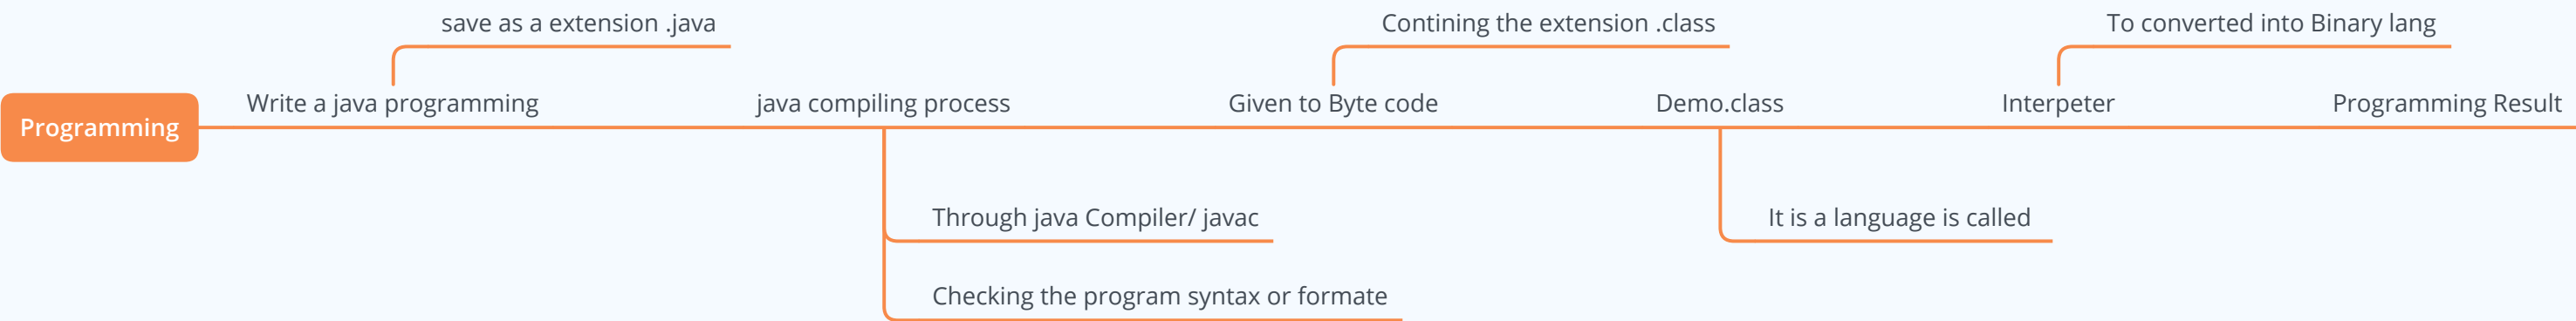 save as a extension .java
Contining the extension .class
To converted into Binary lang
Programming
Write a java programming
java compiling process
Given to Byte code
Demo.class
Interpeter
Programming Result
Through java Compiler/ javac
It is a language is called
Checking the program syntax or formate